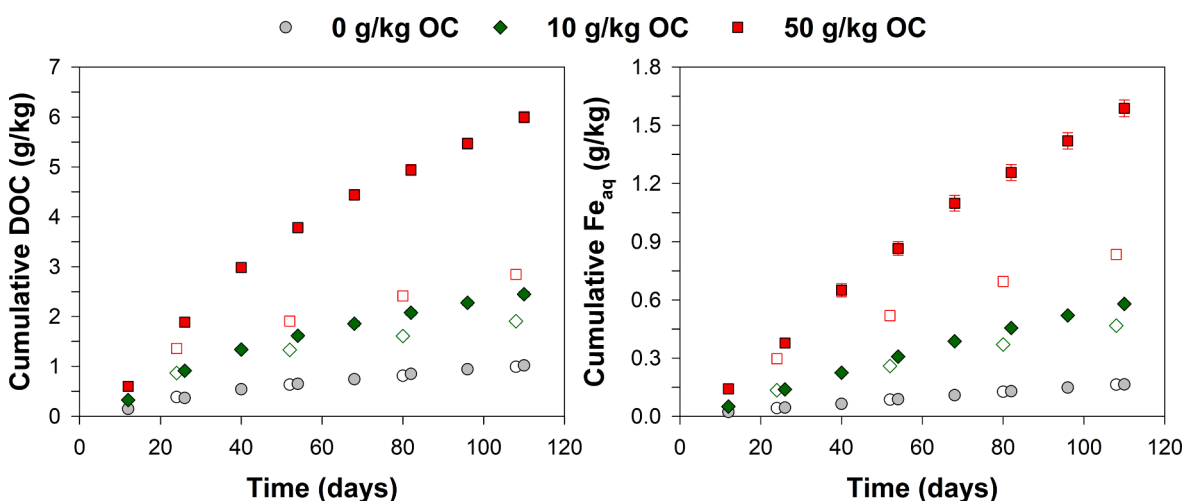 0 g/kg OC 10 g/kg OC 50 g/kg OC
Cumulative DOC (g/kg)
7
6
5
4
3
2
1
0
0 20 40 60 80 100 120
Time (days)
Cumulative Feaq (g/kg)
1.8
1.5
1.2
0.9
0.6
0.3
0.0
0 20 40 60 80 100 120
Time (days)